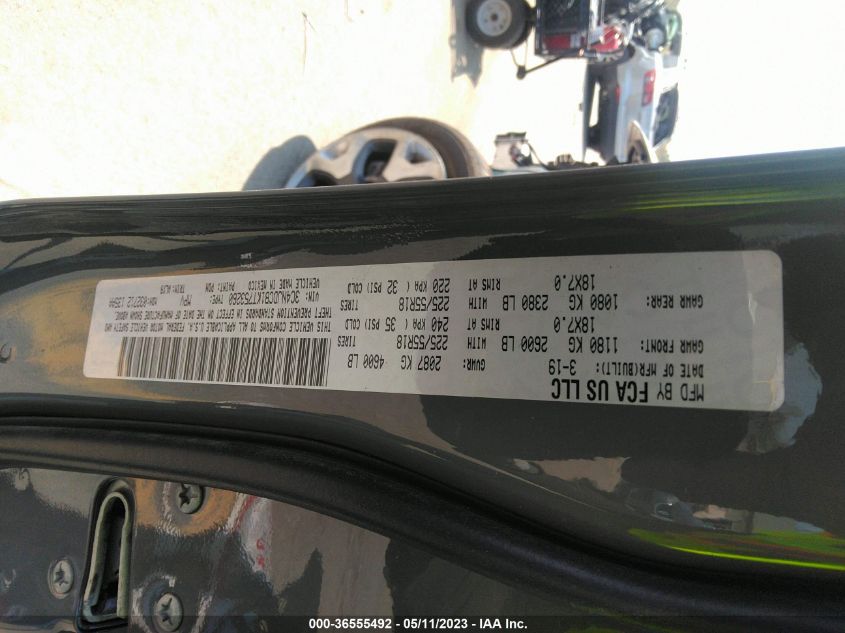 MFD BY FCA US LLC
DATE OF MFR(BUILT): 3-19 GVWR: 2087 KG 4600 LB
GAWR FRONT: 1180 KG 2600 LB WITH 225/55R18 TIRES
18X7.0 RIMS AT 240 KPA ( 35 PSI) COLD
GAWR REAR: 1080 KG 2380 LB WITH 225/55R18 TIRES
18X7.0 RIMS AT 220 KPA ( 32 PSI) COLD
THIS VEHICLE CONFORMS TO ALL APPLICABLE U.S.A. FEDERAL MOTOR VEHICLE SAFETY AND
THEFT PREVENTION STANDARDS IN EFFECT ON THE DATE OF MANUFACTURE SHOWN ABOVE.
VIN: 3C4NJDCB1KT753260 TYPE: MPV
VEHICLE MADE IN MEXICO PAINT: TRIM:
000-36555492 - 05/11/2023 - IAA Inc.